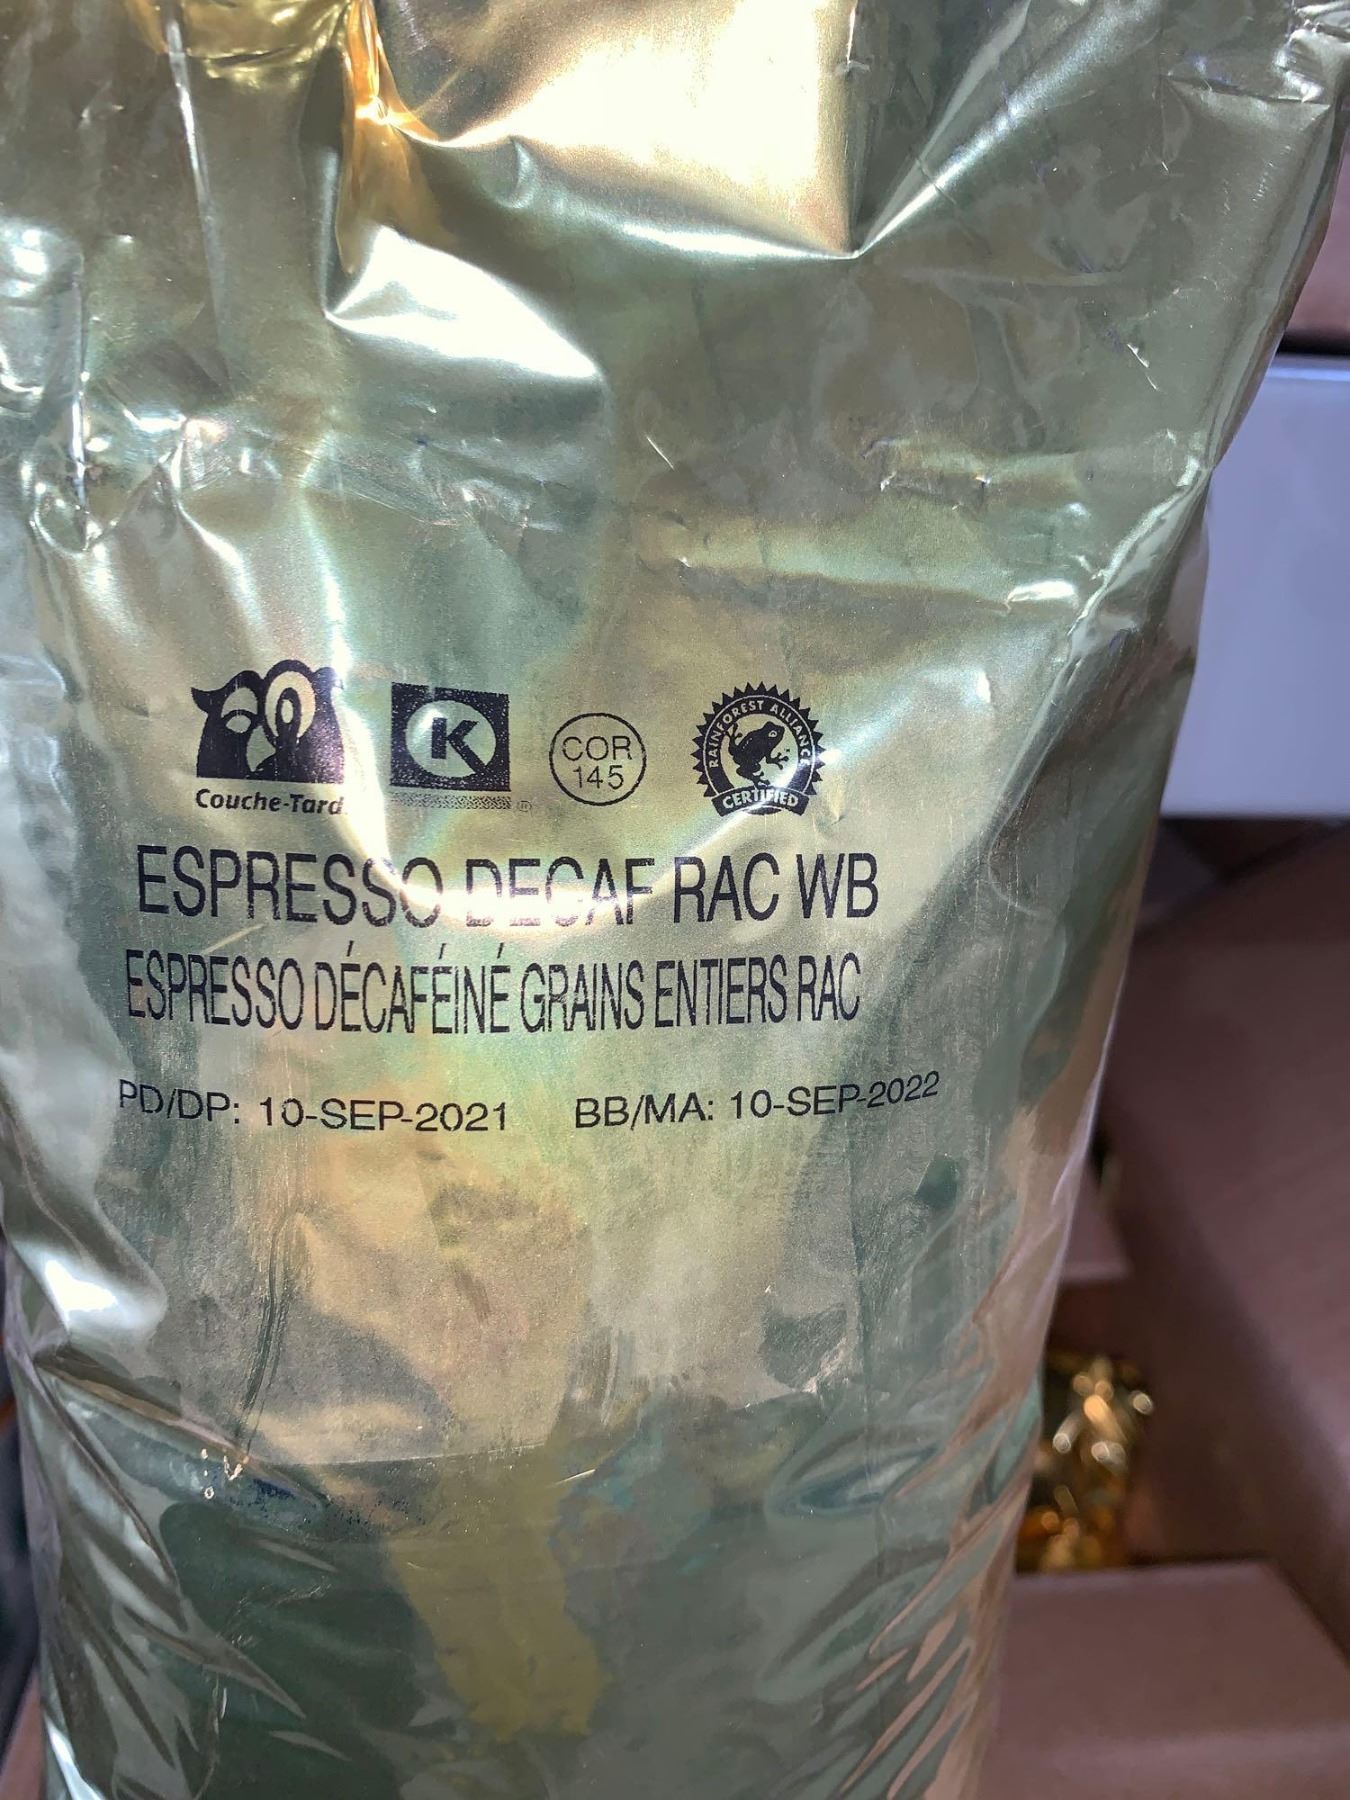 Couche-Tard
K
®
COR
145
RAINFOREST ALLIANCE
CERTIFIED
ESPRESSO DECAF RAC WB
ESPRESSO DÉCAFÉINÉ GRAINS ENTIERS RAC
PD/DP: 10-SEP-2021 BB/MA: 10-SEP-2022